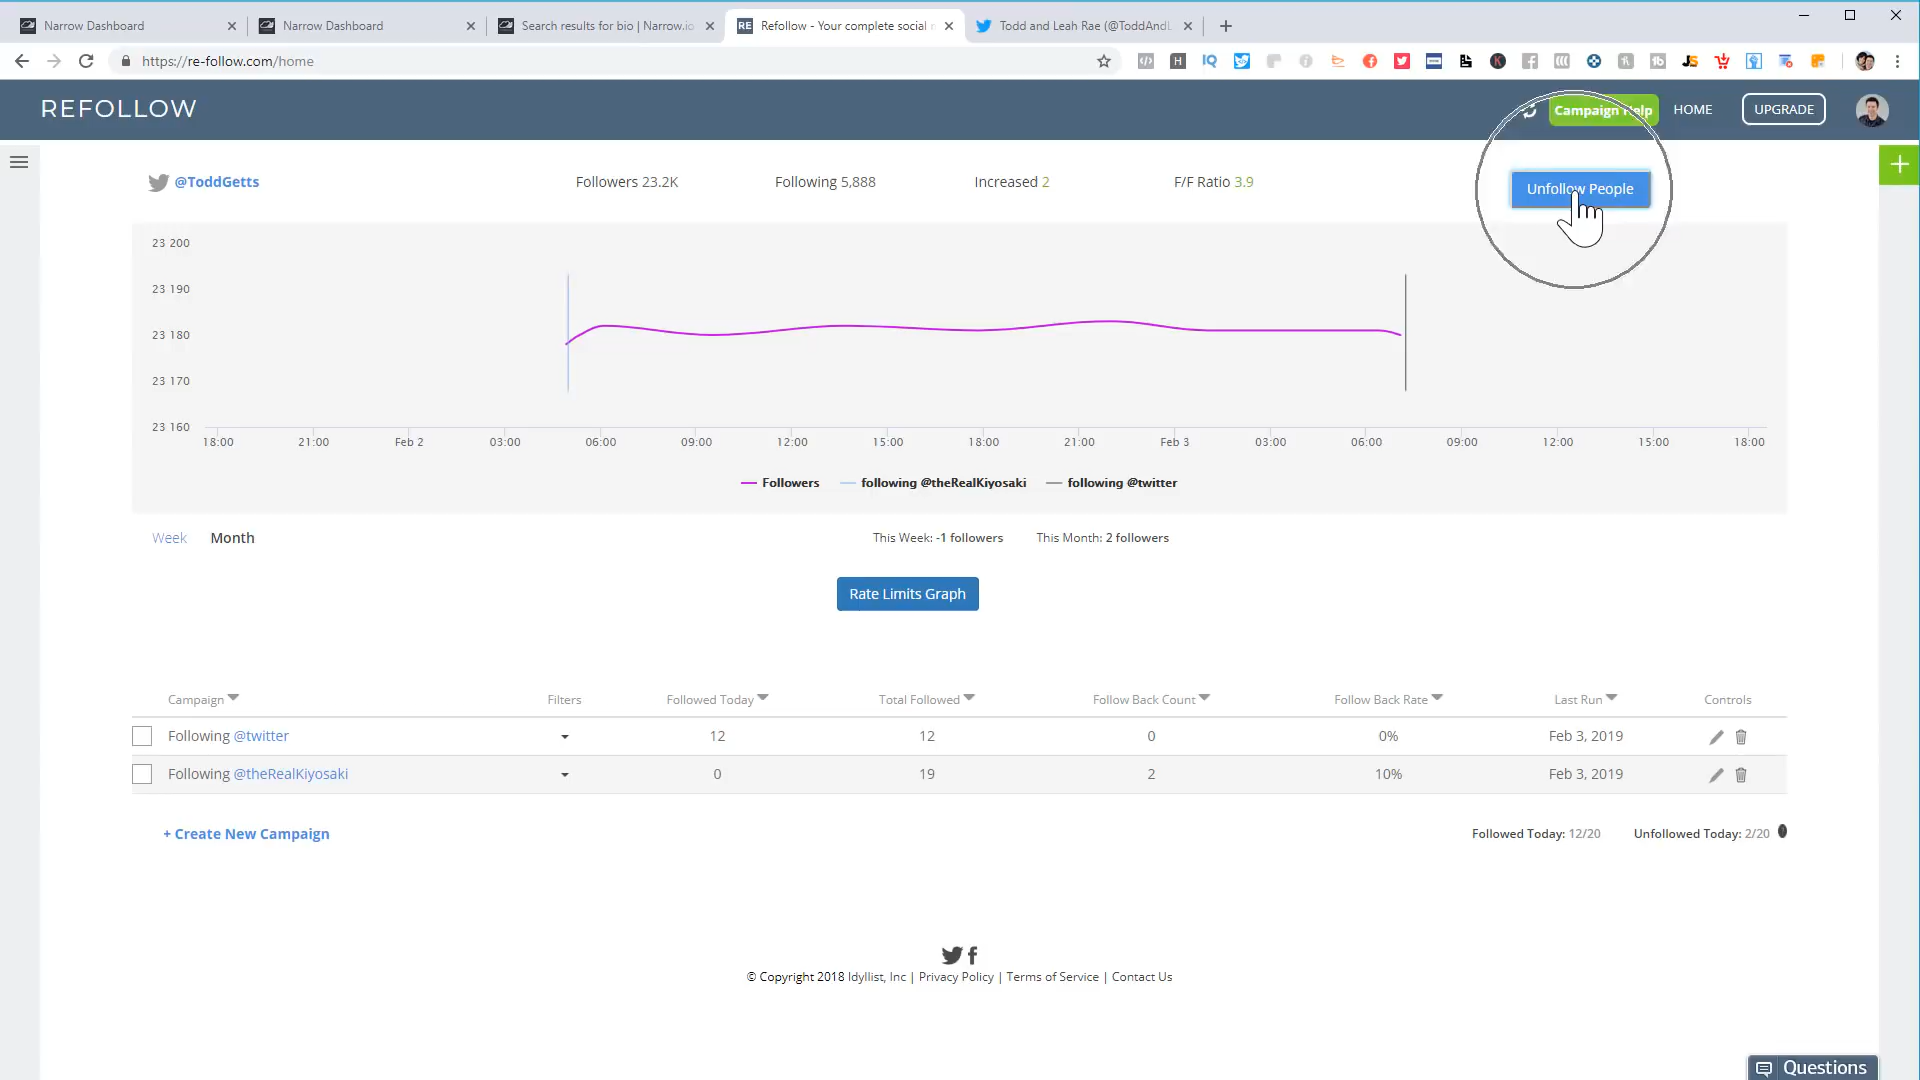 Narrow Dashboard
Narrow Dashboard
Search results for bio | Narrow.io
RE Refollow - Your complete social
Todd and Leah Rae (@ToddAndL
https://re-follow.com/home
REFOLLOW
Campaign Help
HOME
UPGRADE
@ToddGetts
Followers 23.2K
Following 5,888
Increased 2
F/F Ratio 3.9
Unfollow People
23 200
23 190
23 180
23 170
23 160
18:00 21:00 Feb 2 03:00 06:00 09:00 12:00 15:00 18:00 21:00 Feb 3 03:00 06:00 09:00 12:00 15:00 18:00
Followers following @theRealKiyosaki following @twitter
Week Month
This Week: -1 followers This Month: 2 followers
Rate Limits Graph
Campaign Filters Followed Today Total Followed Follow Back Count Follow Back Rate Last Run Controls
Following @twitter 12 12 0 0% Feb 3, 2019
Following @theRealKiyosaki 0 19 2 10% Feb 3, 2019
+ Create New Campaign
Followed Today: 12/20 Unfollowed Today: 2/20
© Copyright 2018 Idyllist, Inc | Privacy Policy | Terms of Service | Contact Us
Questions